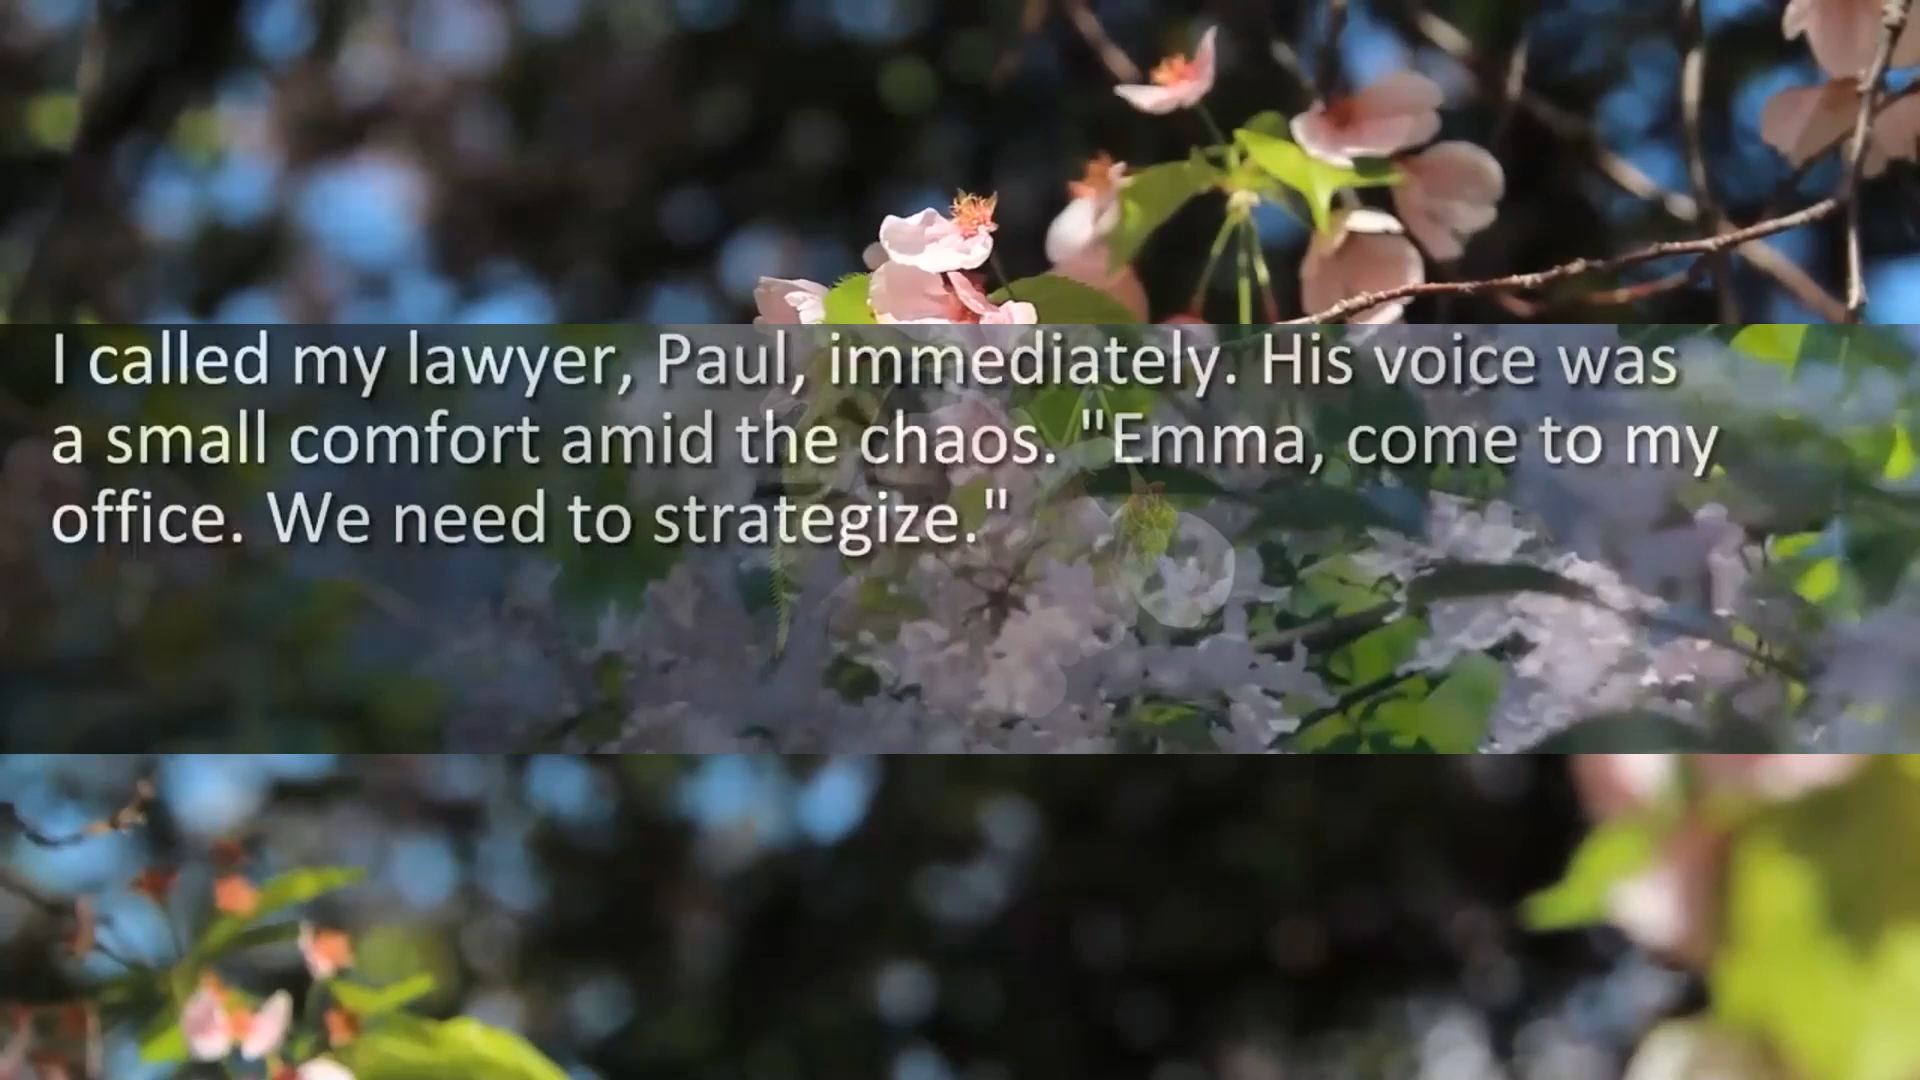 I called my lawyer, Paul, immediately. His voice was
a small comfort amid the chaos. "Emma, come to my
office. We need to strategize."